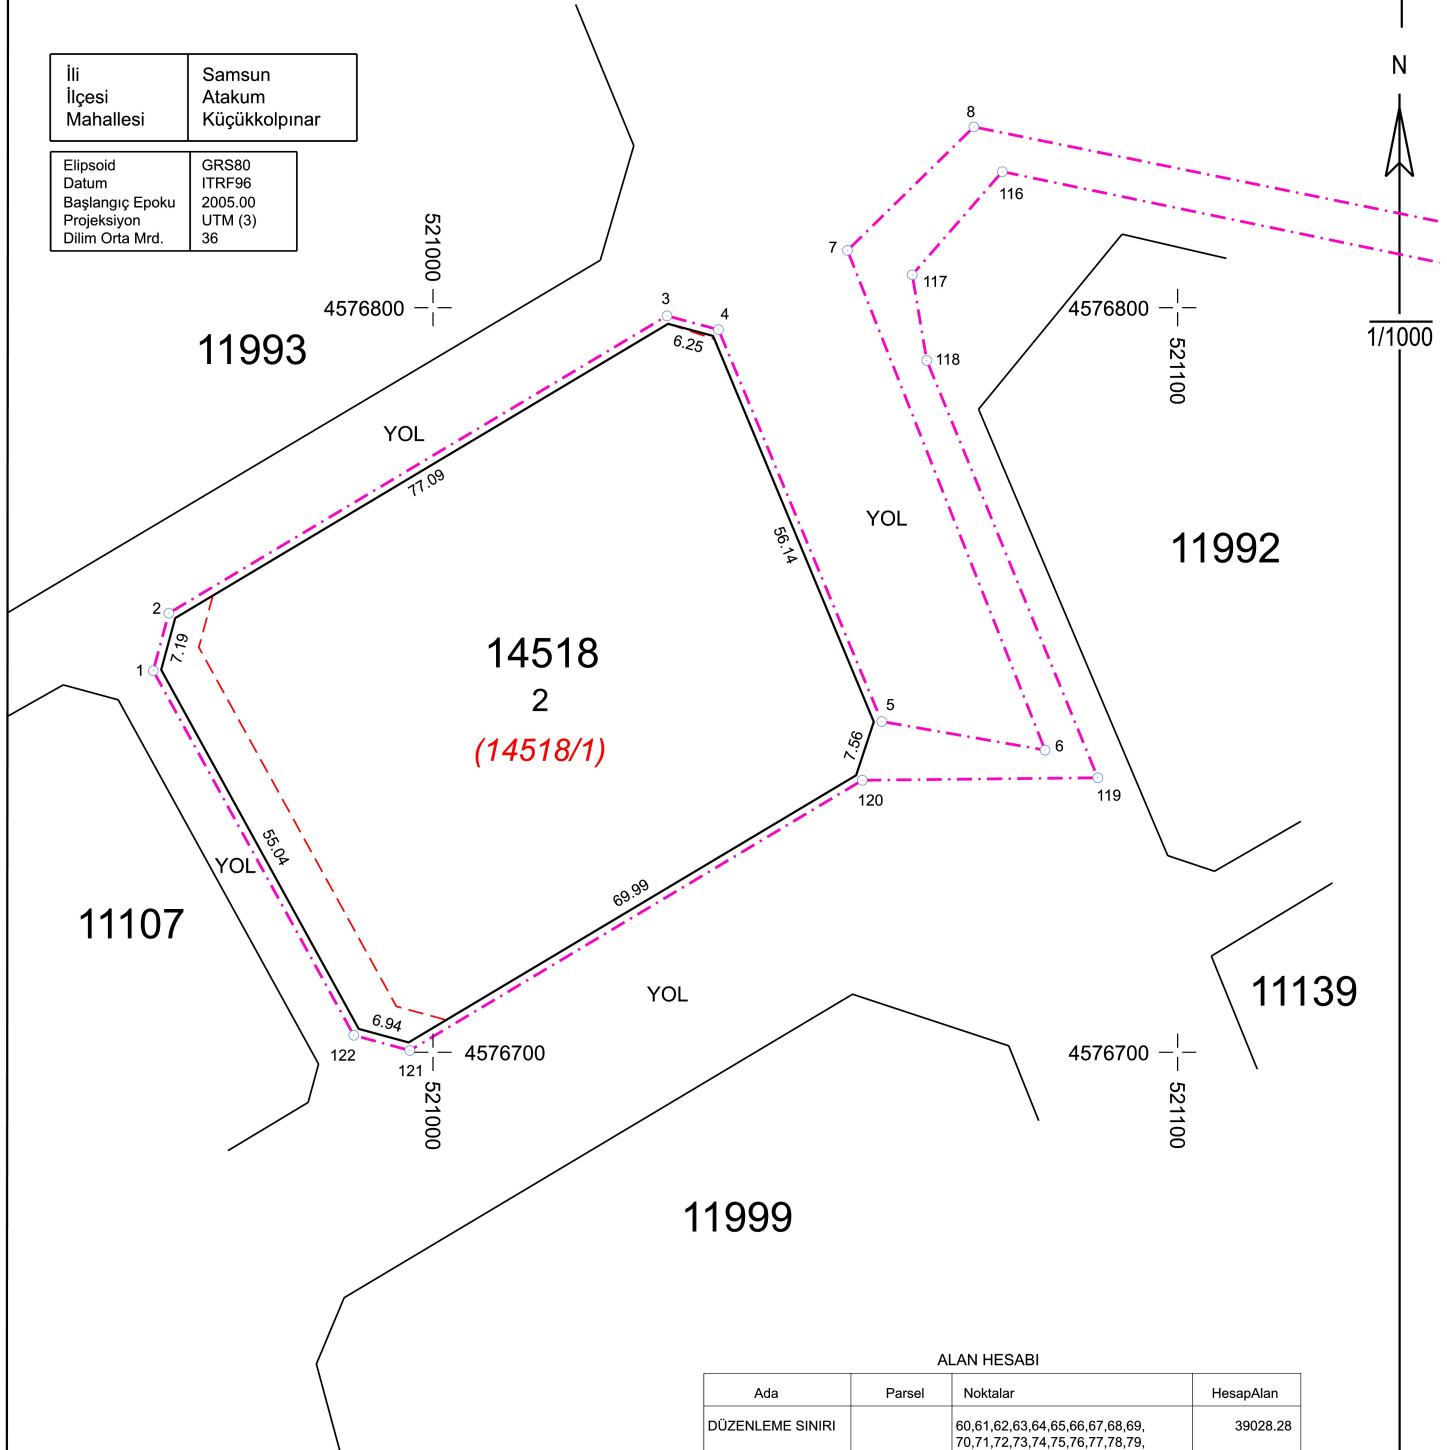 İli Samsun
İlçesi Atakum
Mahallesi Küçükkolpınar
Elipsoid GRS80
Datum ITRF96
Başlangıç Epoku 2005.00
Projeksiyon UTM (3)
Dilim Orta Mrd. 36
N
1/1000
8
116
7
117
118
521000
4576800
4576800
521100
11993
3
4
6.25
YOL
77.09
56.14
YOL
11992
2
7.19
1
14518
2
(14518/1)
5
7.56
6
119
120
55.04
YOL
11107
69.99
YOL
11139
6.94
122
121
4576700
521000
4576700
521100
11999
ALAN HESABI
Ada Parsel Noktalar HesapAlan
DÜZENLEME SINIRI 60,61,62,63,64,65,66,67,68,69, 39028.28
70,71,72,73,74,75,76,77,78,79,